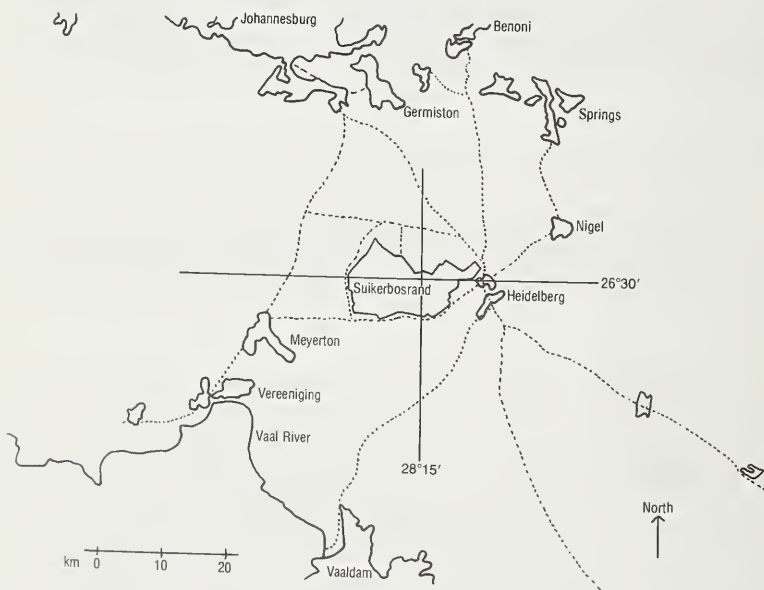 Johannesburg
Benoni
Germiston
Springs
Nigel
26°30′
Suikerbosrand
Heidelberg
Meyerton
Vereeniging
Vaal River
28°15′
North
km 0 10 20
Vaaldam